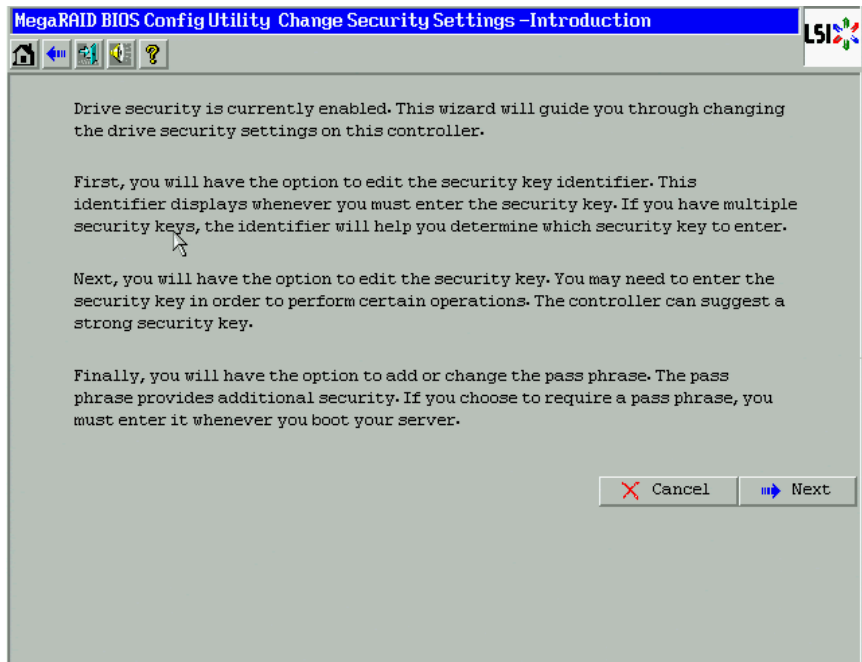 MegaRAID BIOS Config Utility Change Security Settings -Introduction
LSI
Drive security is currently enabled. This wizard will guide you through changing
the drive security settings on this controller.
First, you will have the option to edit the security key identifier. This
identifier displays whenever you must enter the security key. If you have multiple
security keys, the identifier will help you determine which security key to enter.
Next, you will have the option to edit the security key. You may need to enter the
security key in order to perform certain operations. The controller can suggest a
strong security key.
Finally, you will have the option to add or change the pass phrase. The pass
phrase provides additional security. If you choose to require a pass phrase, you
must enter it whenever you boot your server.
Cancel
Next